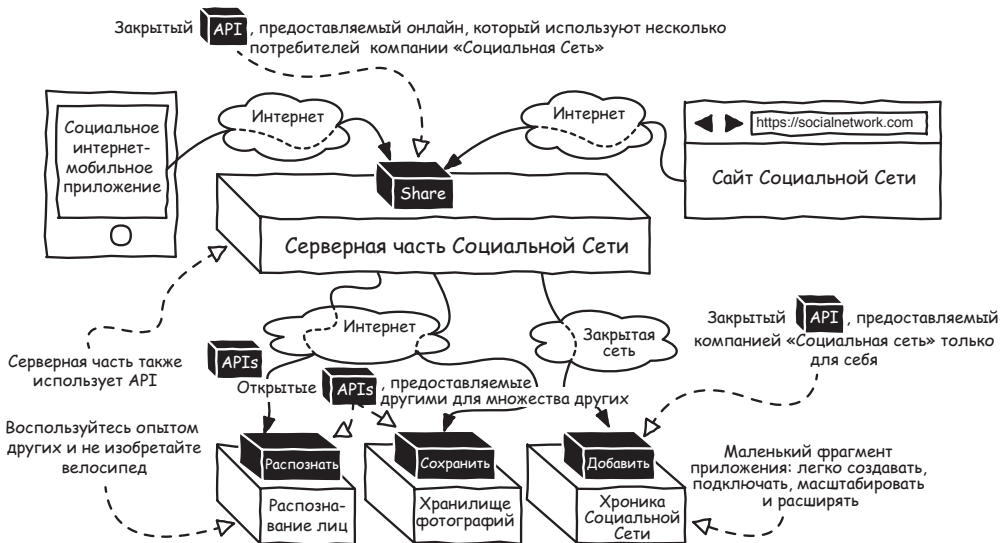 Закрытый API, предоставляемый онлайн, который используют несколько
потребителей компании «Социальная Сеть»
Социальное
интернет-
мобильное
приложение
Интернет
Интернет
https://socialnetwork.com
Сайт Социальной Сети
Share
Серверная часть Социальной Сети
Интернет
Закрытая
сеть
Закрытый API, предоставляемый
компанией «Социальная сеть» только
для себя
Серверная часть также
использует API
APIs
Открытые APIs, предоставляемые
другими для множества других
Воспользуйтесь опытом
других и не изобретайте
велосипед
Распознать
Сохранить
Добавить
Распозна-
вание лиц
Хранилище
фотографий
Хроника
Социальной
Сети
Маленький фрагмент
приложения: легко создавать,
подключать, масштабировать
и расширять